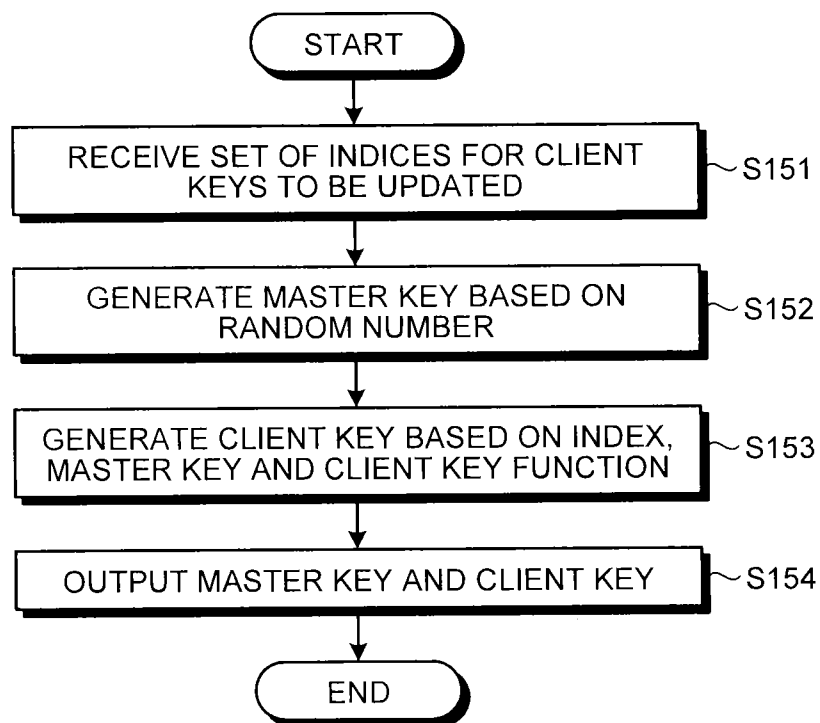 START
RECEIVE SET OF INDICES FOR CLIENT
KEYS TO BE UPDATED
S151
GENERATE MASTER KEY BASED ON
RANDOM NUMBER
S152
GENERATE CLIENT KEY BASED ON INDEX,
MASTER KEY AND CLIENT KEY FUNCTION
S153
OUTPUT MASTER KEY AND CLIENT KEY
S154
END